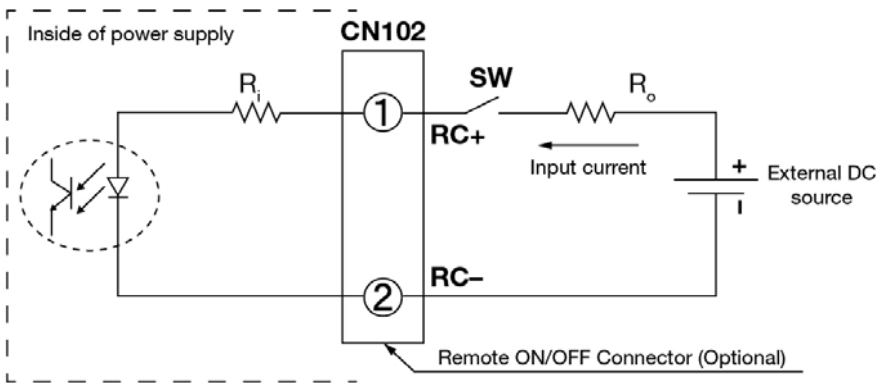 Inside of power supply
CN102
Ri
1
SW
Ro
RC+
Input current
+
External DC
source
2
RC–
Remote ON/OFF Connector (Optional)